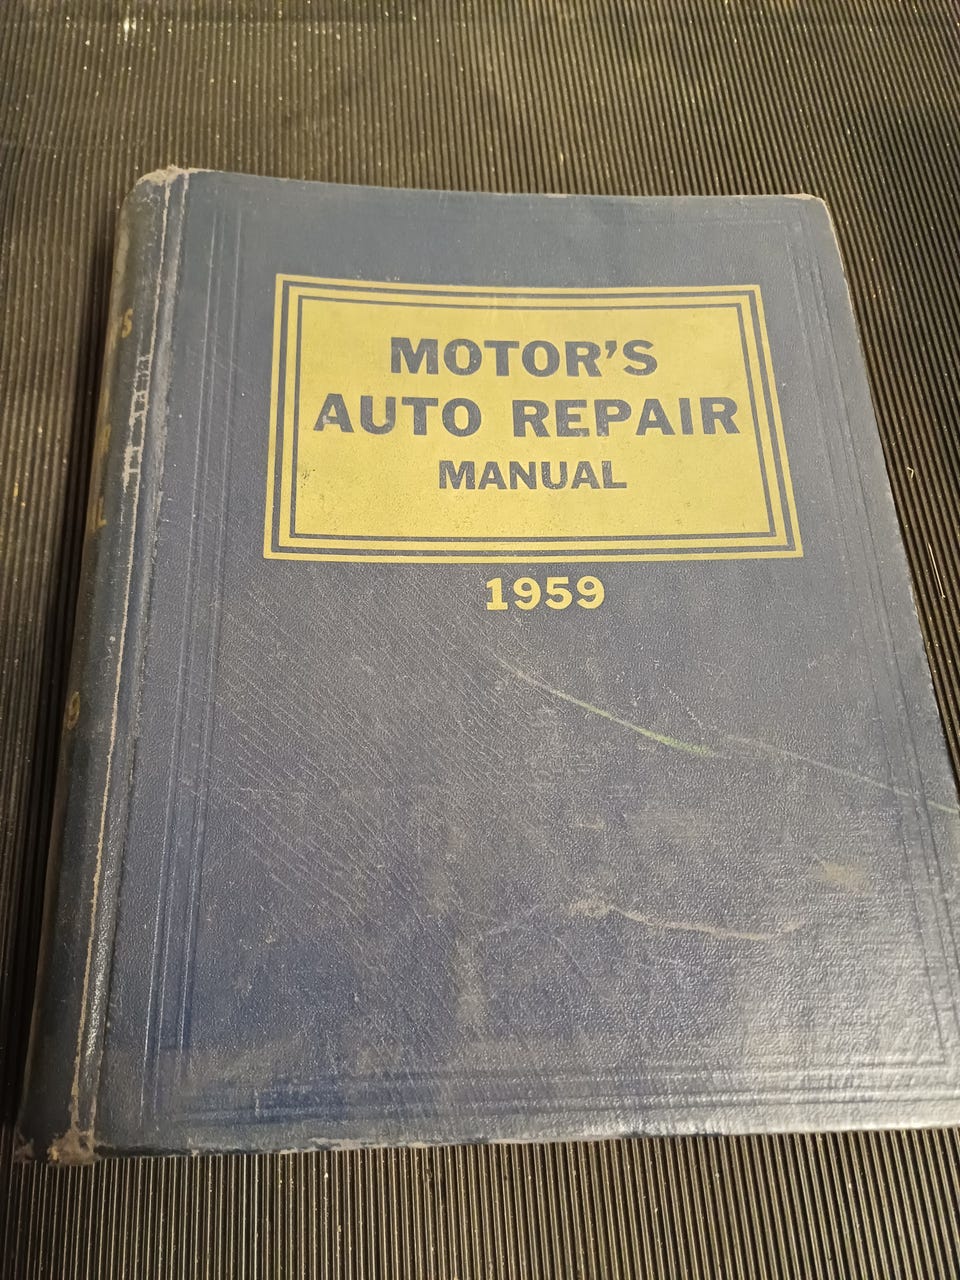 MOTOR'S
AUTO REPAIR
MANUAL
1959